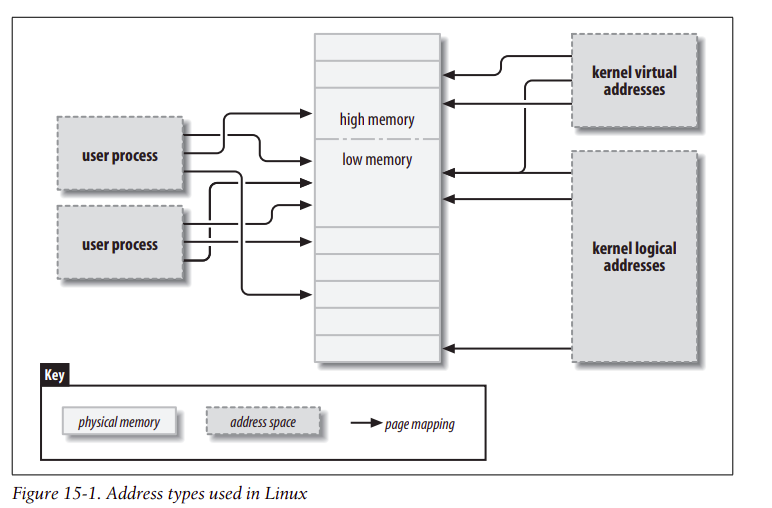 kernel virtual
addresses
high memory
low memory
user process
user process
kernel logical
addresses
Key
physical memory
address space
page mapping
Figure 15-1. Address types used in Linux